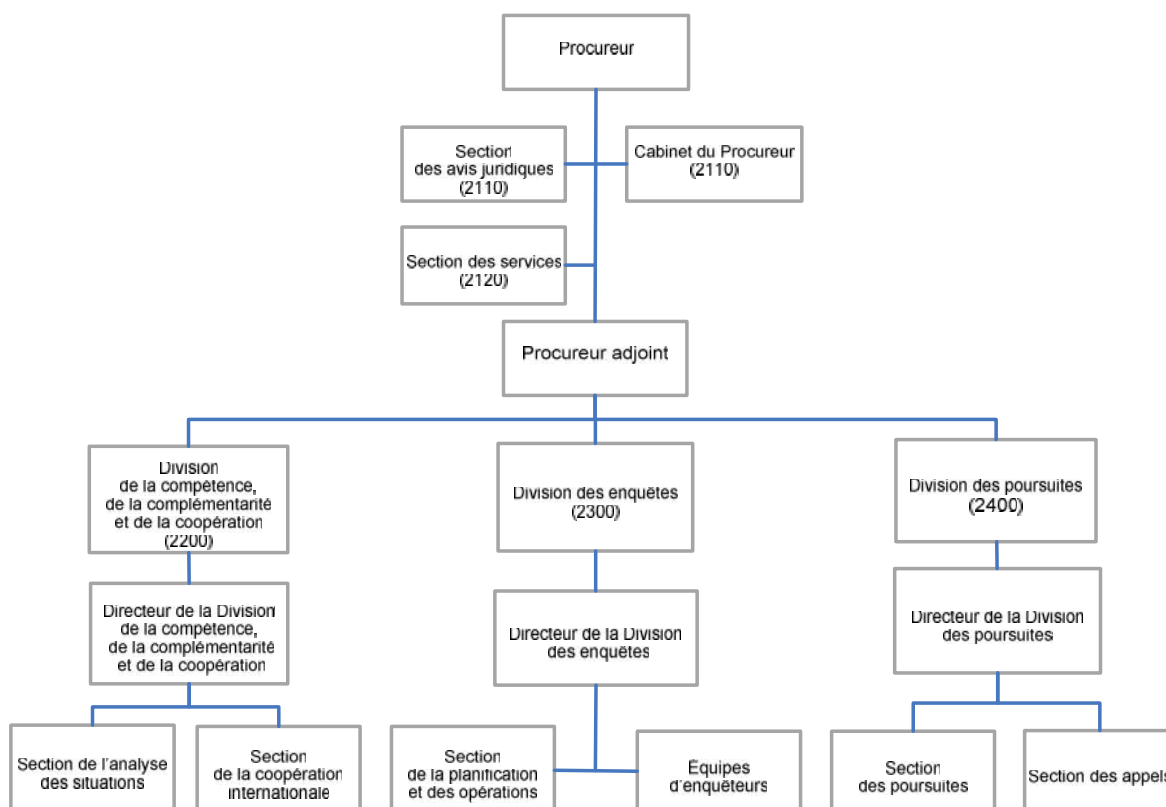 Procureur
Section
des avis juridiques
(2110)
Cabinet du Procureur
(2110)
Section des services
(2120)
Procureur adjoint
Division
de la compétence,
de la complémentarité
et de la coopération
(2200)
Division des enquêtes
(2300)
Division des poursuites
(2400)
Directeur de la Division
de la compétence,
de la complémentarité
et de la coopération
Directeur de la Division
des enquêtes
Directeur de la Division
des poursuites
Section de l'analyse
des situations
Section
de la coopération
internationale
Section
de la planification
et des opérations
Equipes
d'enquêteurs
Section
des poursuites
Section des appels